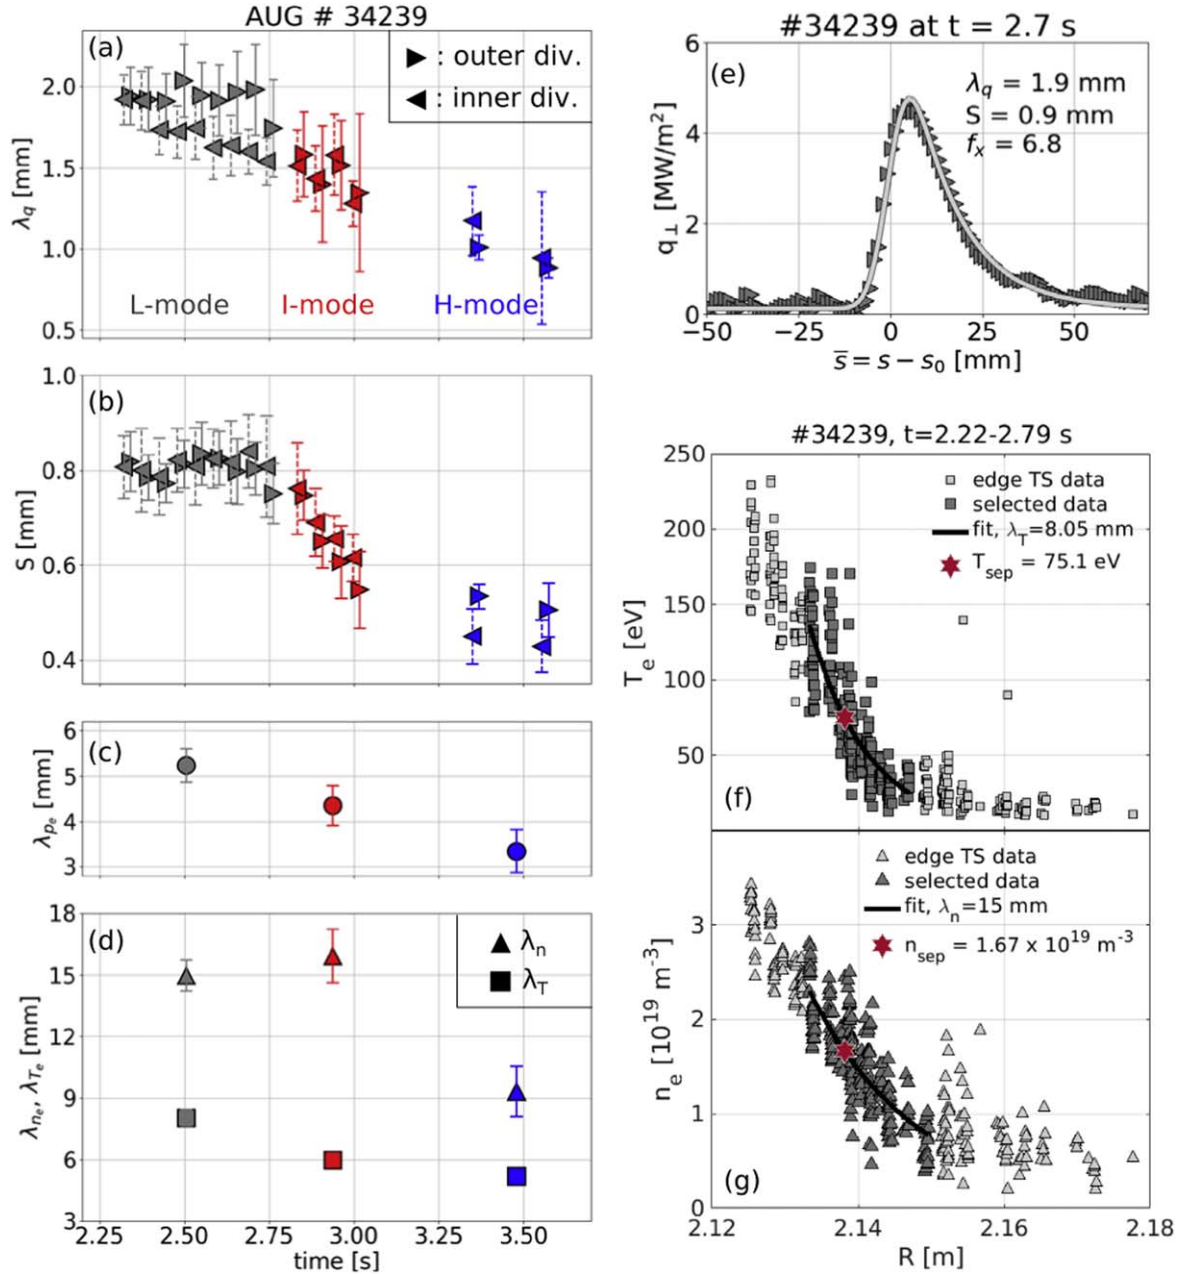 AUG # 34239
(a)
▶ : outer div.
◀ : inner div.
2.0
1.5
1.0
0.5
λq [mm]
L-mode
I-mode
H-mode
(b)
1.0
0.8
0.6
0.4
S [mm]
(c)
6
5
4
3
λpe [mm]
(d)
λn
λT
18
15
12
9
6
3
λne, λTe [mm]
2.25
2.50
2.75
3.00
3.25
3.50
time [s]
#34239 at t = 2.7 s
(e)
λq = 1.9 mm
S = 0.9 mm
fx = 6.8
6
4
2
0
q⊥ [MW/m²]
−50
−25
0
25
50
s̅ = s − s₀ [mm]
#34239, t=2.22-2.79 s
250
200
150
100
50
Te [eV]
edge TS data
selected data
fit, λT=8.05 mm
Tsep = 75.1 eV
(f)
edge TS data
selected data
fit, λn=15 mm
nsep = 1.67 x 10¹⁹ m⁻³
3
2
1
0
ne [10¹⁹ m⁻³]
(g)
2.12
2.14
2.16
2.18
R [m]